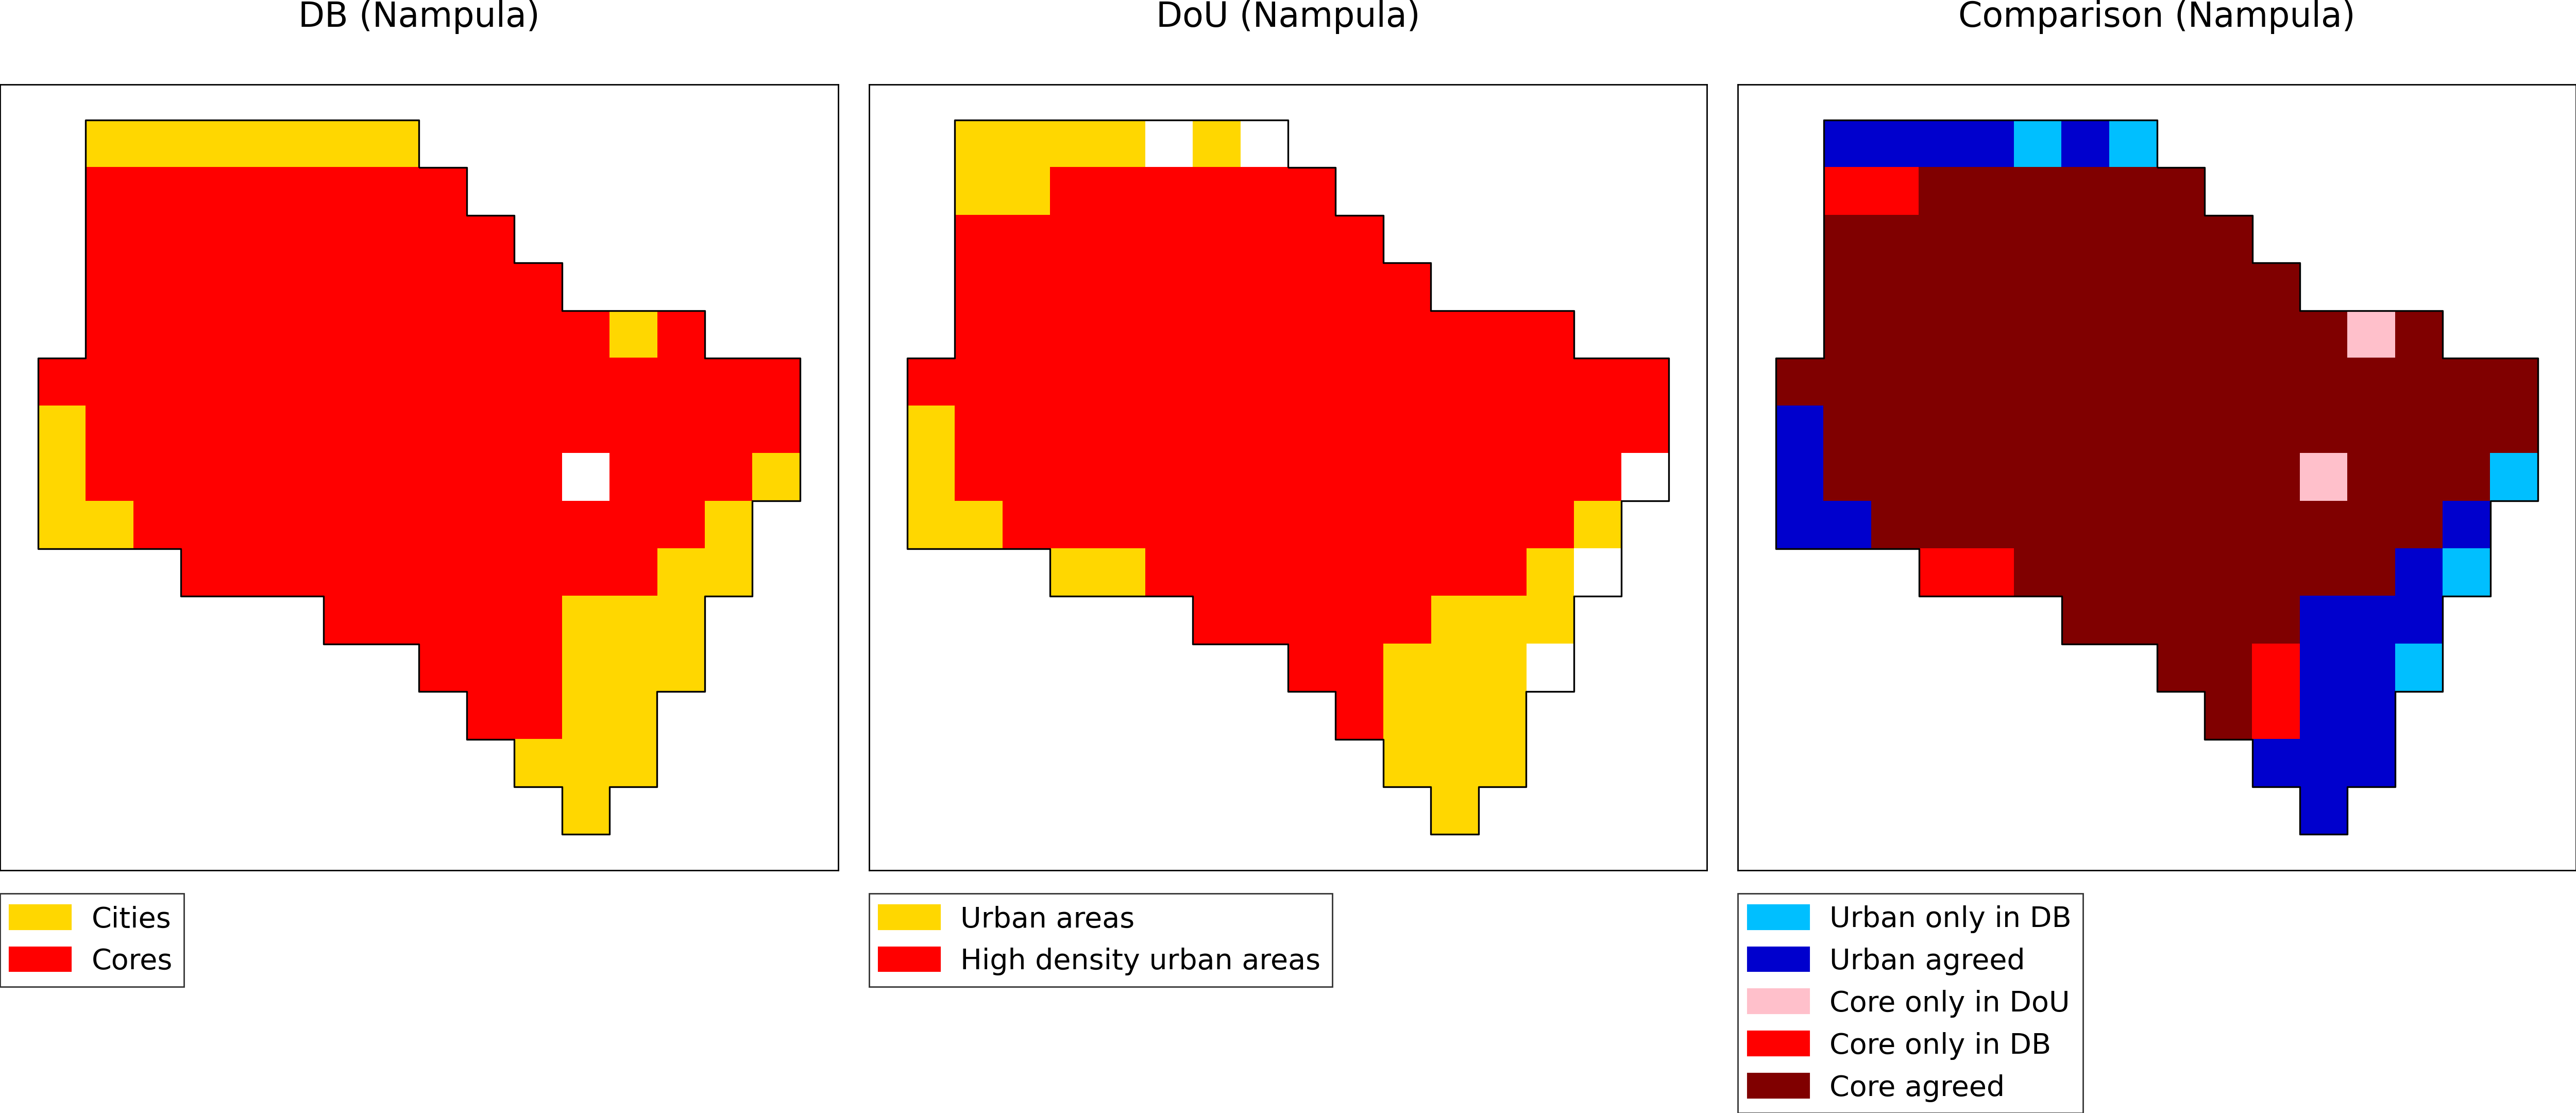 DB (Nampula)
DoU (Nampula)
Comparison (Nampula)
Cities
Cores
Urban areas
High density urban areas
Urban only in DB
Urban agreed
Core only in DoU
Core only in DB
Core agreed